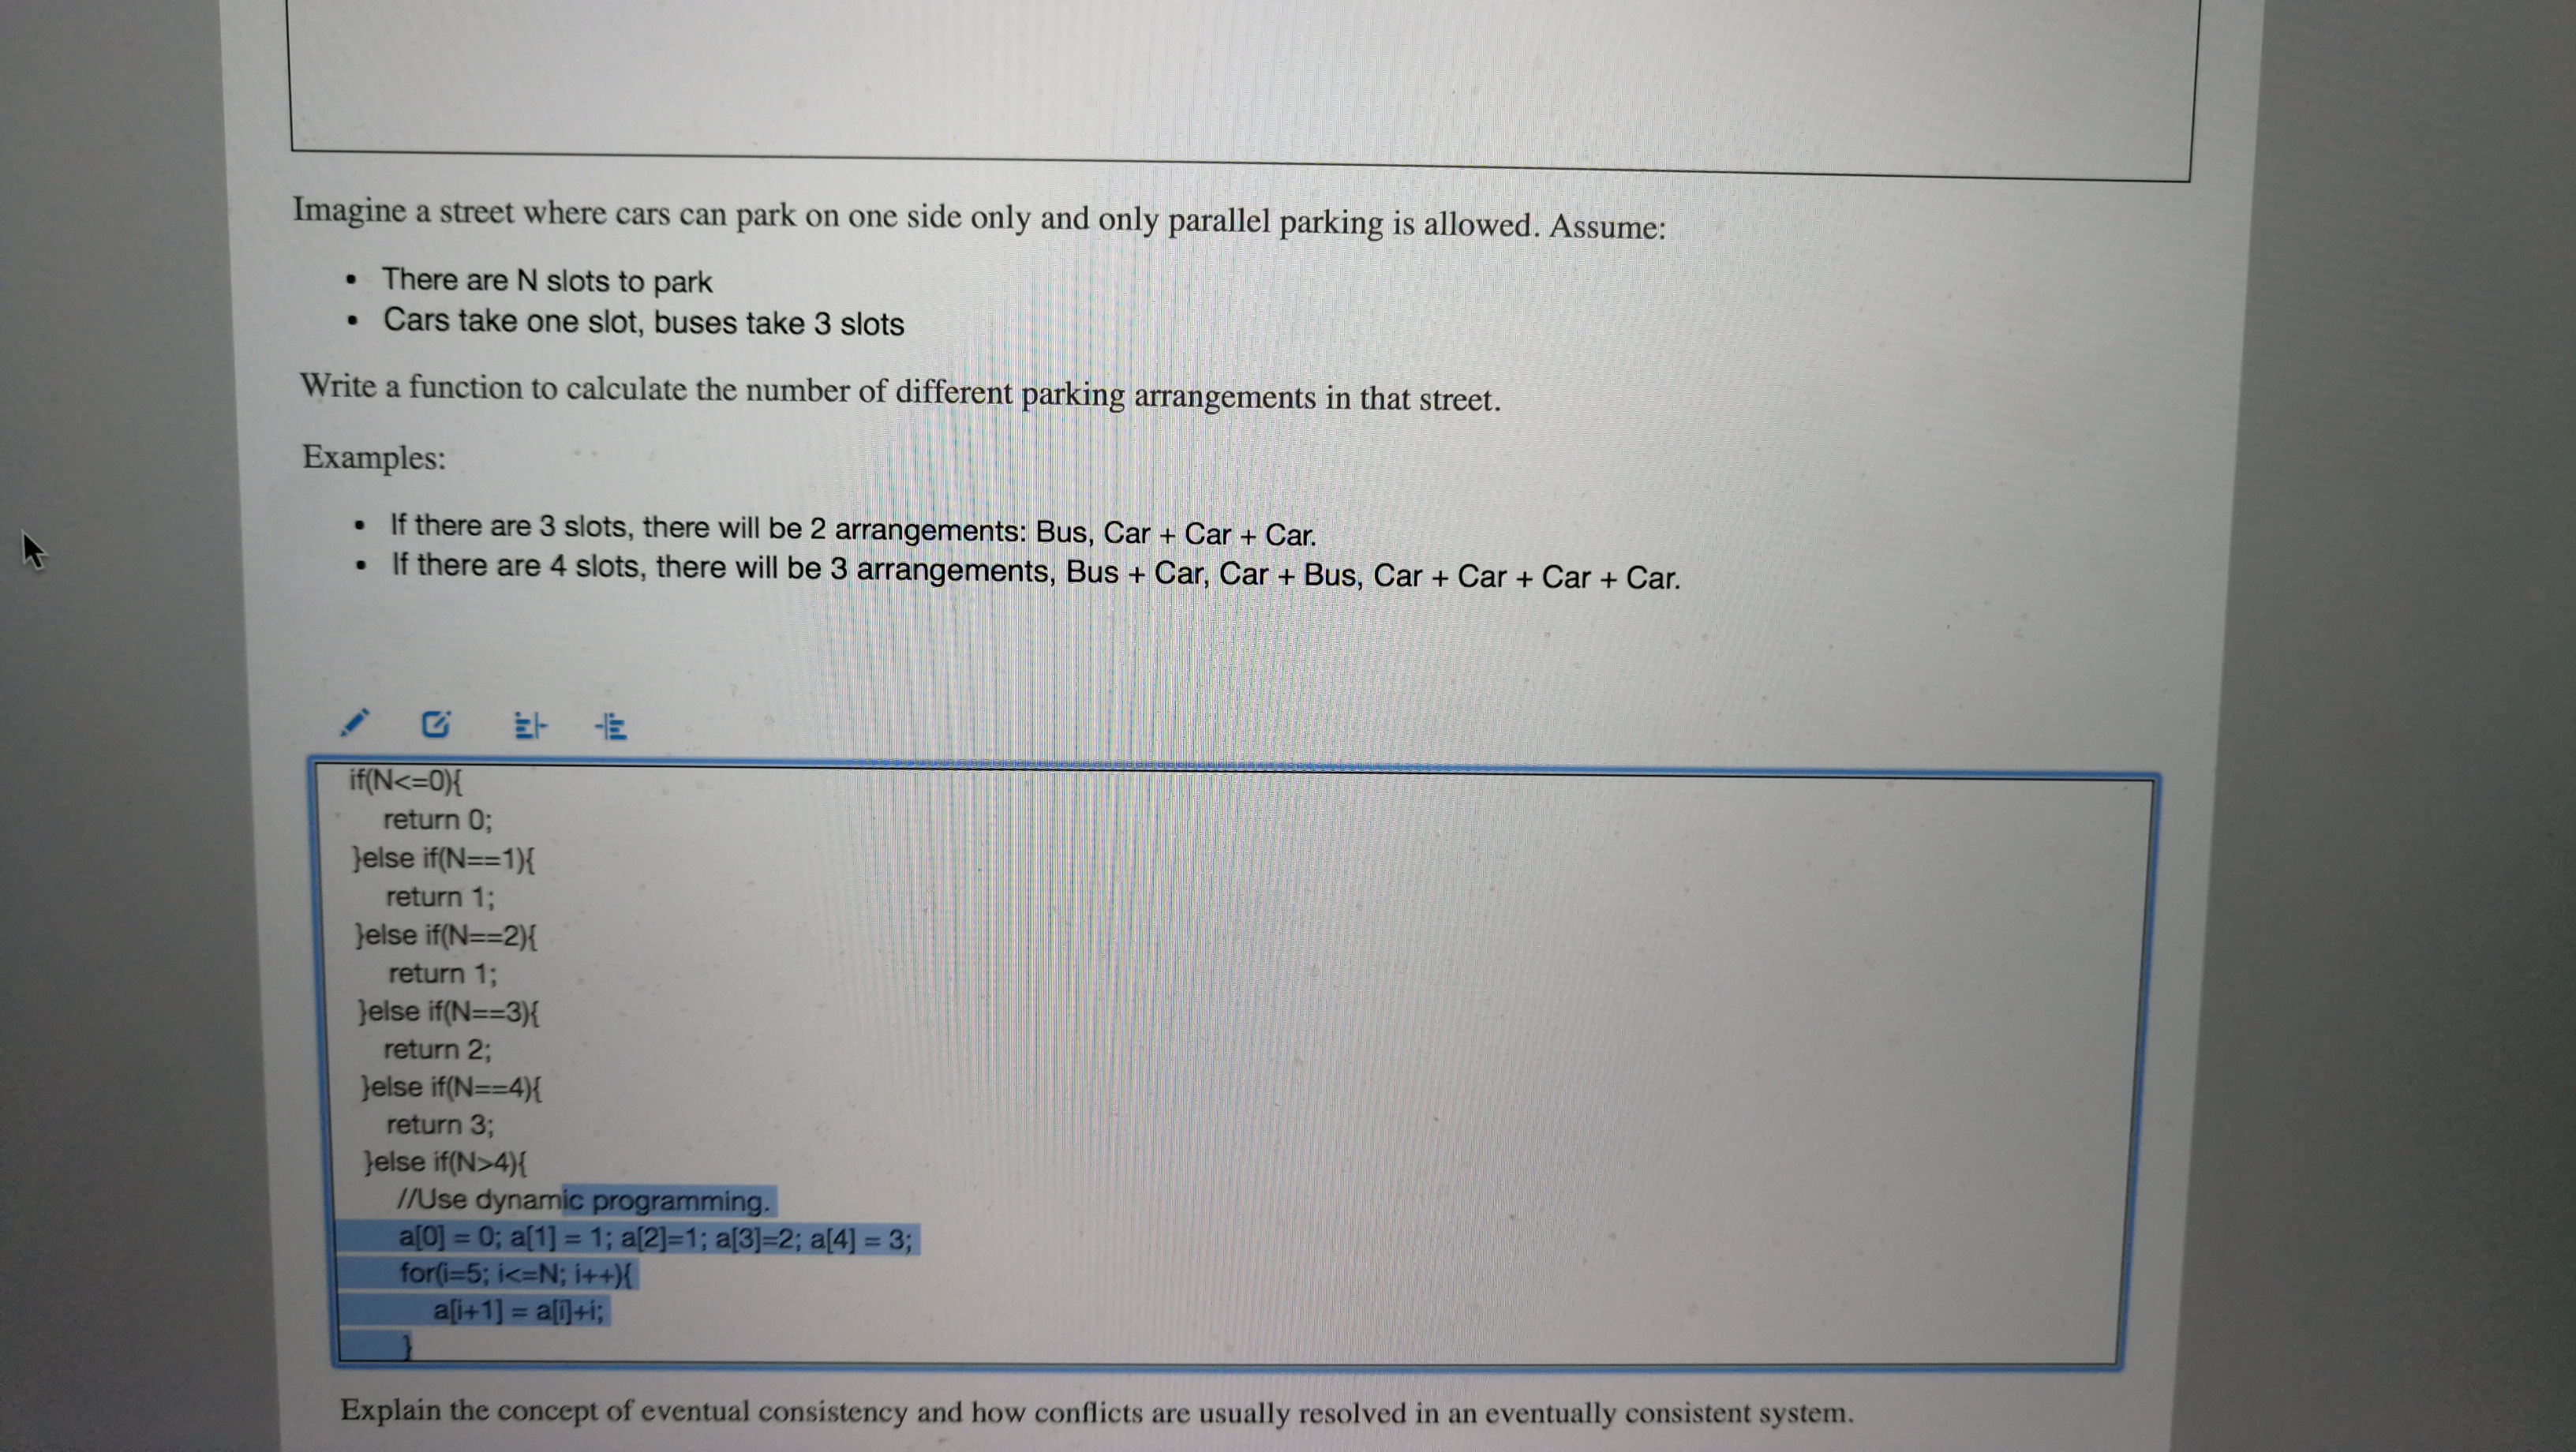 Imagine a street where cars can park on one side only and only parallel parking is allowed. Assume:
• There are N slots to park
• Cars take one slot, buses take 3 slots
Write a function to calculate the number of different parking arrangements in that street.
Examples:
• If there are 3 slots, there will be 2 arrangements: Bus, Car + Car + Car.
• If there are 4 slots, there will be 3 arrangements, Bus + Car, Car + Bus, Car + Car + Car + Car.
if(N<=0){
return 0;
}else if(N==1){
return 1;
}else if(N==2){
return 1;
}else if(N==3){
return 2;
}else if(N==4){
return 3;
}else if(N>4){
//Use dynamic programming.
a[0] = 0; a[1] = 1; a[2]=1; a[3]=2; a[4] = 3;
for(i=5; i<=N; i++){
a[i+1] = a[i]+i;
}
Explain the concept of eventual consistency and how conflicts are usually resolved in an eventually consistent system.